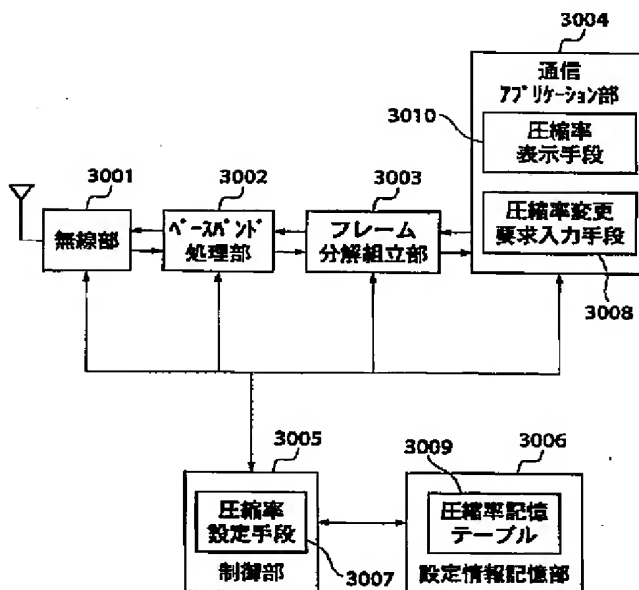 3004
通信
アプリケーション部
3010
圧縮率
表示手段
3001
3002
3003
無線部
ベースバンド
処理部
フレーム
分解組立部
圧縮率変更
要求入力手段
3008
3005
3006
3009
圧縮率
設定手段
3007
制御部
圧縮率記憶
テーブル
設定情報記憶部